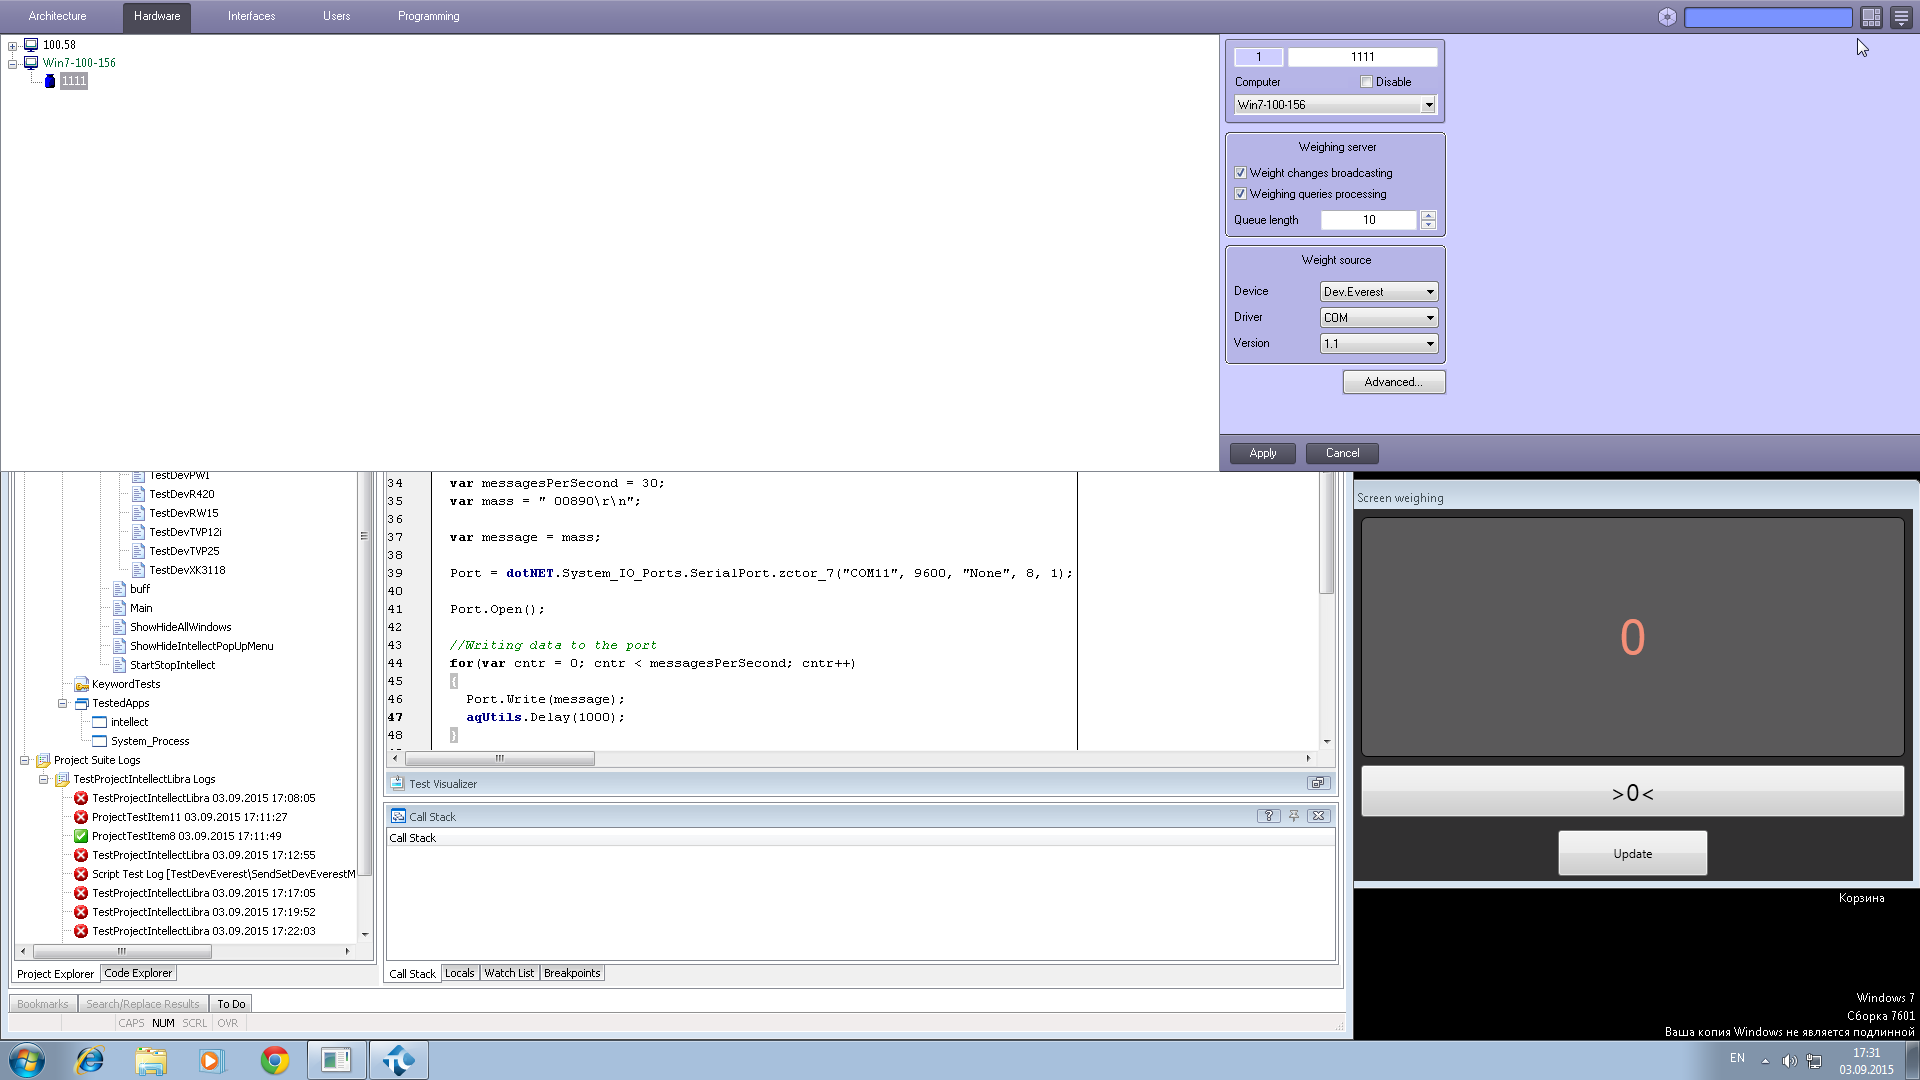 Architecture Hardware Interfaces Users Programming
100.58
Win7-100-156
1111
1 1111
Computer Disable
Win7-100-156
Weighing server
Weight changes broadcasting
Weighing queries processing
Queue length 10
Weight source
Device Dev.Everest
Driver COM
Version 1.1
Advanced...
Apply Cancel
TestDevPW1
TestDevR420
TestDevRW15
TestDevTVP12i
TestDevTVP25
TestDevXK3118
buff
Main
ShowHideAllWindows
ShowHideIntellectPopUpMenu
StartStopIntellect
KeywordTests
TestedApps
intellect
System_Process
Project Suite Logs
TestProjectIntellectLibra Logs
TestProjectIntellectLibra 03.09.2015 17:08:05
ProjectTestItem11 03.09.2015 17:11:27
ProjectTestItem8 03.09.2015 17:11:49
TestProjectIntellectLibra 03.09.2015 17:12:55
Script Test Log [TestDevEverest\SendSetDevEverestM
TestProjectIntellectLibra 03.09.2015 17:17:05
TestProjectIntellectLibra 03.09.2015 17:19:52
TestProjectIntellectLibra 03.09.2015 17:22:03
Project Explorer Code Explorer
34 var messagesPerSecond = 30;
35 var mass = " 00890\r\n";
36
37 var message = mass;
38
39 Port = dotNET.System_IO_Ports.SerialPort.zctor_7("COM11", 9600, "None", 8, 1);
40
41 Port.Open();
42
43 //Writing data to the port
44 for(var cntr = 0; cntr < messagesPerSecond; cntr++)
45 {
46 Port.Write(message);
47 aqUtils.Delay(1000);
48 }
Test Visualizer
Call Stack
Call Stack
Call Stack Locals Watch List Breakpoints
Bookmarks Search/Replace Results To Do
CAPS NUM SCRL OVR
Screen weighing
0
>0<
Update
Корзина
Windows 7
Сборка 7601
Ваша копия Windows не является подлинной
EN 17:31
03.09.2015